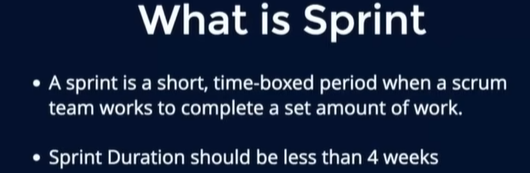 What is Sprint
• A sprint is a short, time-boxed period when a scrum
team works to complete a set amount of work.
• Sprint Duration should be less than 4 weeks